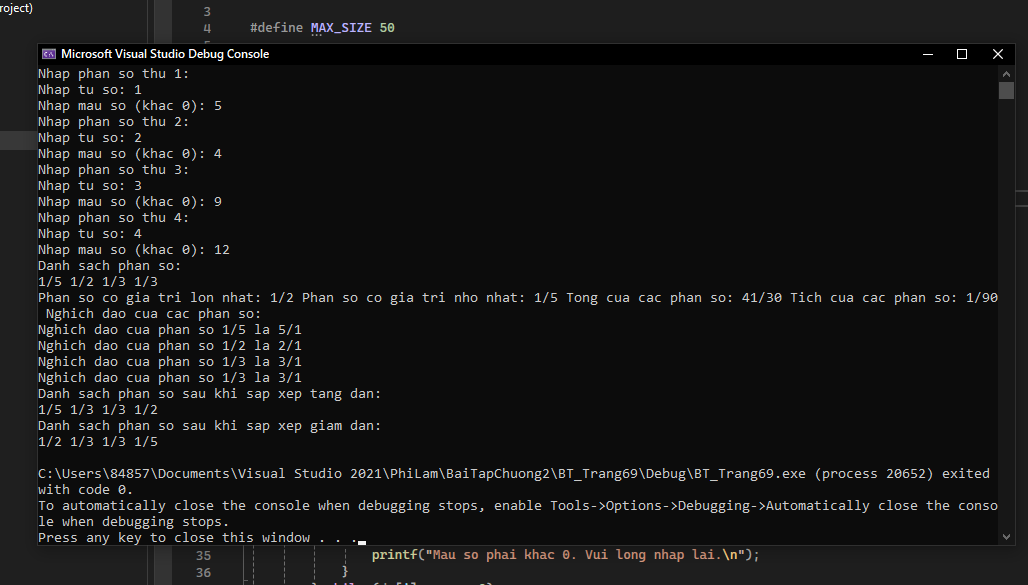 roject)
3
4 #define MAX_SIZE 50
Microsoft Visual Studio Debug Console
Nhap phan so thu 1:
Nhap tu so: 1
Nhap mau so (khac 0): 5
Nhap phan so thu 2:
Nhap tu so: 2
Nhap mau so (khac 0): 4
Nhap phan so thu 3:
Nhap tu so: 3
Nhap mau so (khac 0): 9
Nhap phan so thu 4:
Nhap tu so: 4
Nhap mau so (khac 0): 12
Danh sach phan so:
1/5 1/2 1/3 1/3
Phan so co gia tri lon nhat: 1/2 Phan so co gia tri nho nhat: 1/5 Tong cua cac phan so: 41/30 Tich cua cac phan so: 1/90
Nghich dao cua cac phan so:
Nghich dao cua phan so 1/5 la 5/1
Nghich dao cua phan so 1/2 la 2/1
Nghich dao cua phan so 1/3 la 3/1
Nghich dao cua phan so 1/3 la 3/1
Danh sach phan so sau khi sap xep tang dan:
1/5 1/3 1/3 1/2
Danh sach phan so sau khi sap xep giam dan:
1/2 1/3 1/3 1/5
C:\Users\84857\Documents\Visual Studio 2021\PhiLam\BaiTapChuong2\BT_Trang69\Debug\BT_Trang69.exe (process 20652) exited
with code 0.
To automatically close the console when debugging stops, enable Tools->Options->Debugging->Automatically close the conso
le when debugging stops.
Press any key to close this window . . .
35 printf("Mau so phai khac 0. Vui long nhap lai.\n");
36 }